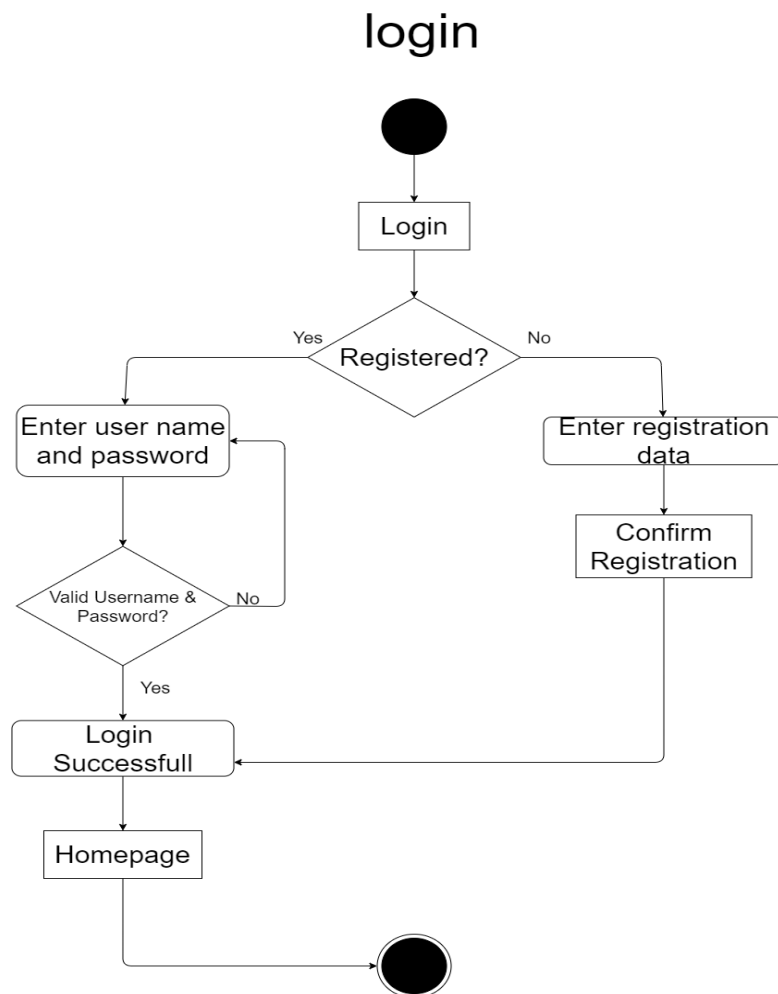 login
Login
Yes
Registered?
No
Enter user name
and password
Enter registration
data
Confirm
Registration
Valid Username &
Password?
No
Yes
Login
Successfull
Homepage